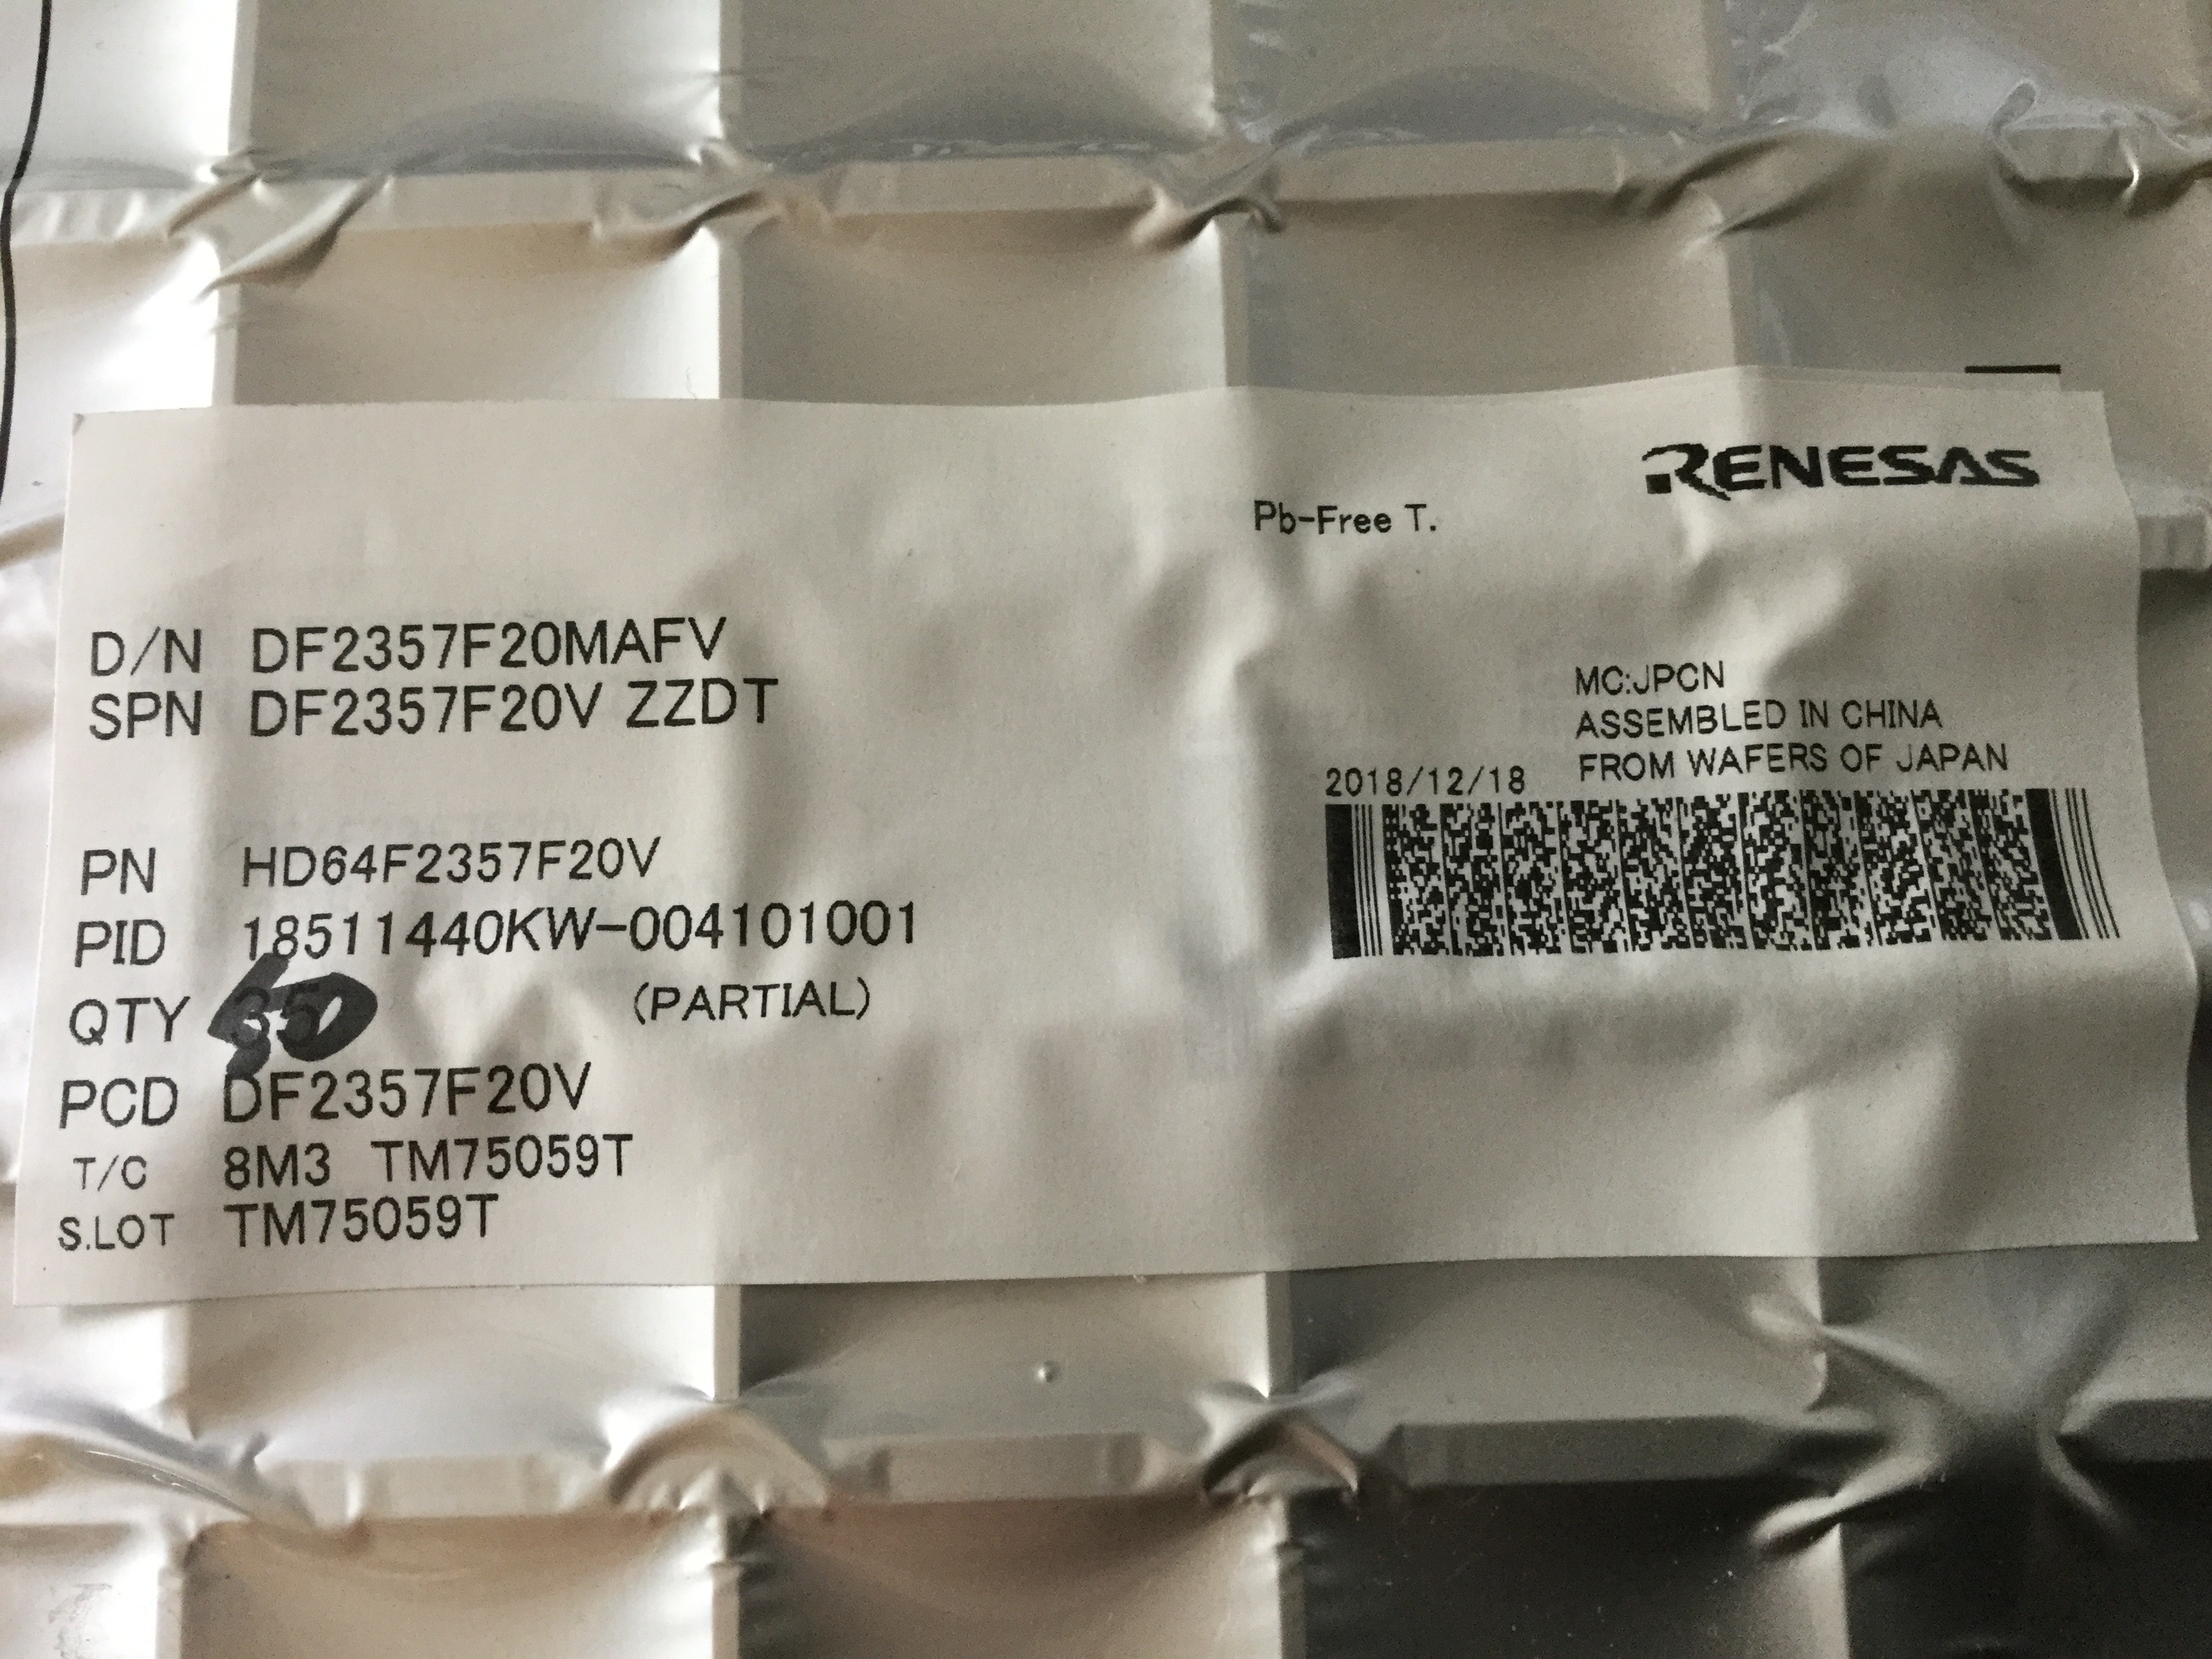 RENESAS
Pb-Free T.
D/N DF2357F20MAFV
SPN DF2357F20V ZZDT
MC:JPCN
ASSEMBLED IN CHINA
FROM WAFERS OF JAPAN
2018/12/18
PN HD64F2357F20V
PID 18511440KW-004101001
QTY 50 (PARTIAL)
PCD DF2357F20V
T/C 8M3 TM75059T
S.LOT TM75059T